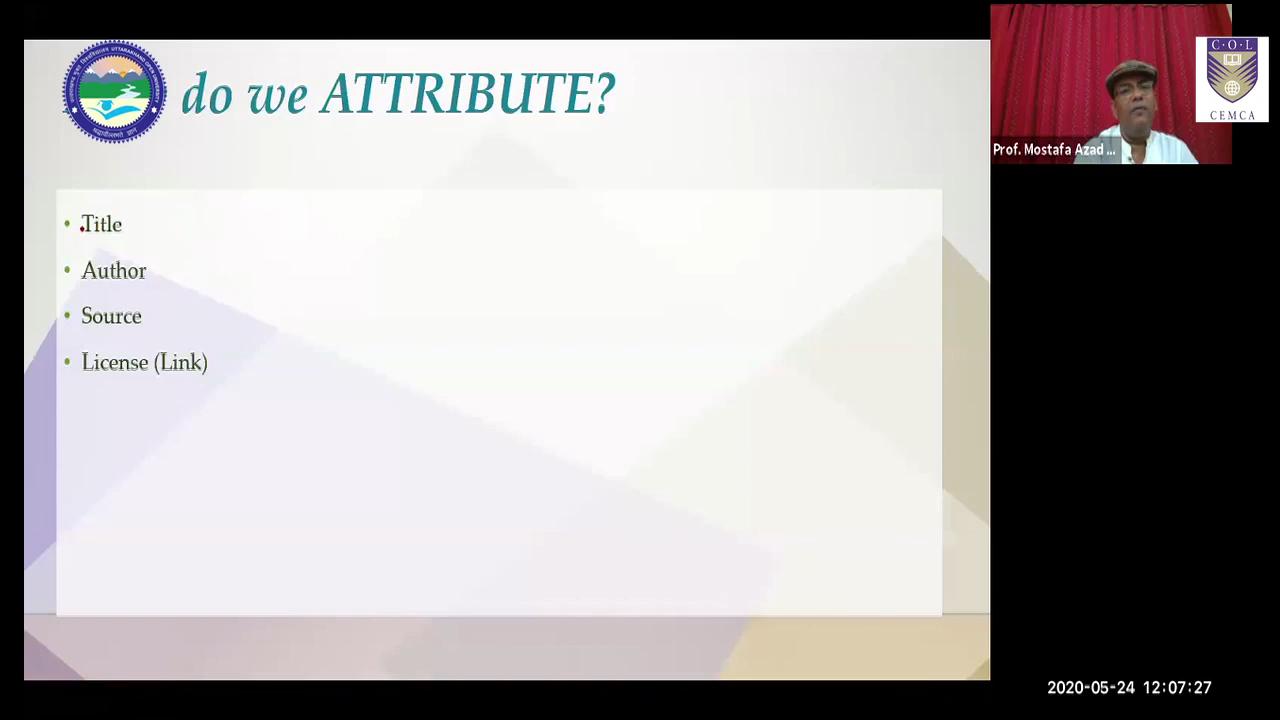 do we ATTRIBUTE?
Title
Author
Source
License (Link)
C·O·L
CEMCA
Prof. Mostafa Azad ...
2020-05-24 12:07:27